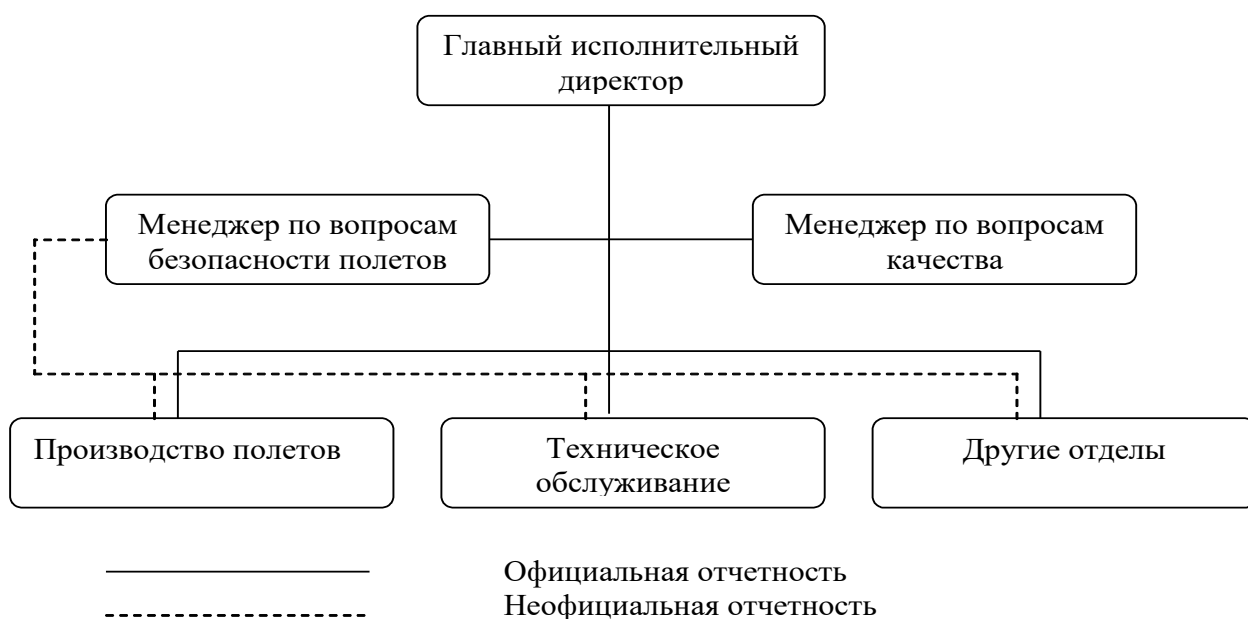 Главный исполнительный
директор
Менеджер по вопросам
безопасности полетов
Менеджер по вопросам
качества
Производство полетов
Техническое
обслуживание
Другие отделы
Официальная отчетность
Неофициальная отчетность